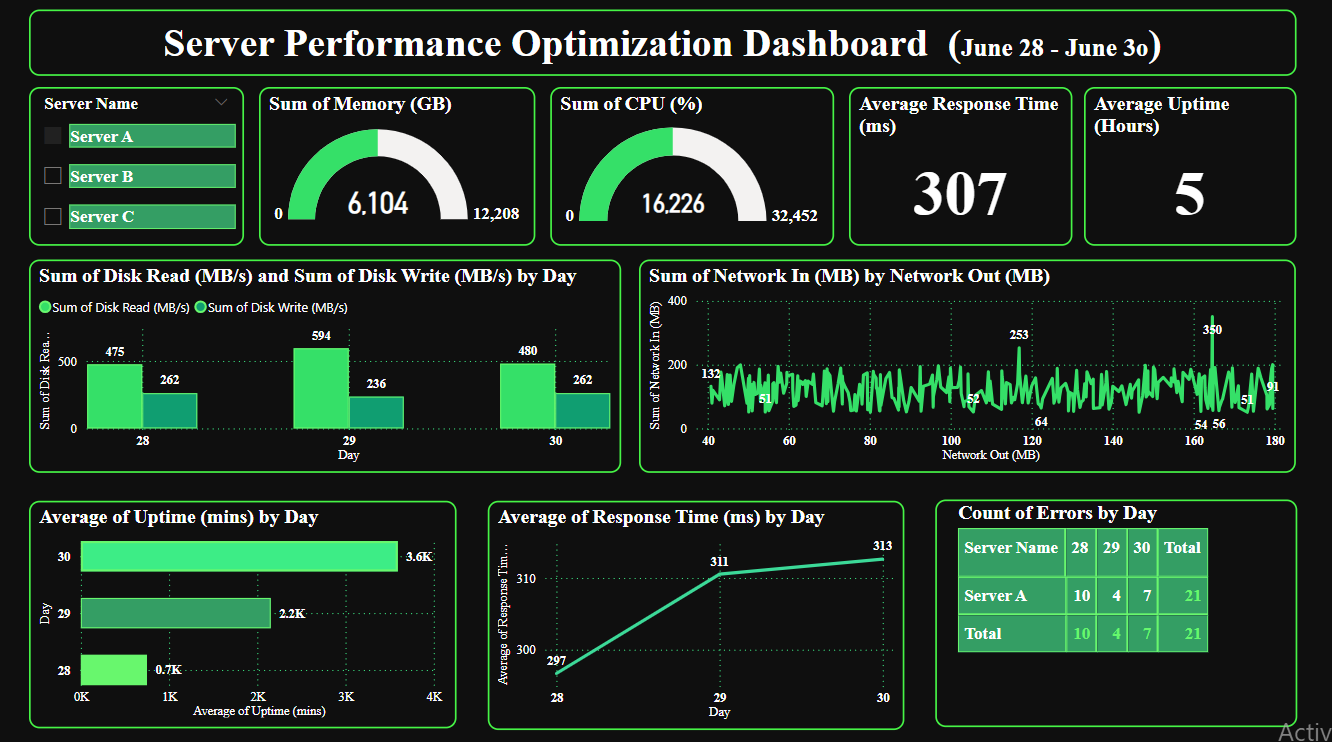 Server Performance Optimization Dashboard (June 28 - June 3o)
Server Name
Server A
Server B
Server C
Sum of Memory (GB)
6,104
0
12,208
Sum of CPU (%)
16,226
0
32,452
Average Response Time
(ms)
307
Average Uptime
(Hours)
5
Sum of Disk Read (MB/s) and Sum of Disk Write (MB/s) by Day
Sum of Disk Read (MB/s) Sum of Disk Write (MB/s)
Sum of Disk Rea...
500
0
475
262
594
236
480
262
28
29
30
Day
Sum of Network In (MB) by Network Out (MB)
Sum of Network In (MB)
400
200
0
132
51
52
253
64
350
54
56
51
91
40
60
80
100
120
140
160
180
Network Out (MB)
Average of Uptime (mins) by Day
Day
30
3.6K
29
2.2K
28
0.7K
0K
1K
2K
3K
4K
Average of Uptime (mins)
Average of Response Time (ms) by Day
Average of Response Tim...
310
300
297
311
313
28
29
30
Day
Count of Errors by Day
Server Name 28 29 30 Total
Server A 10 4 7 21
Total 10 4 7 21
Activ